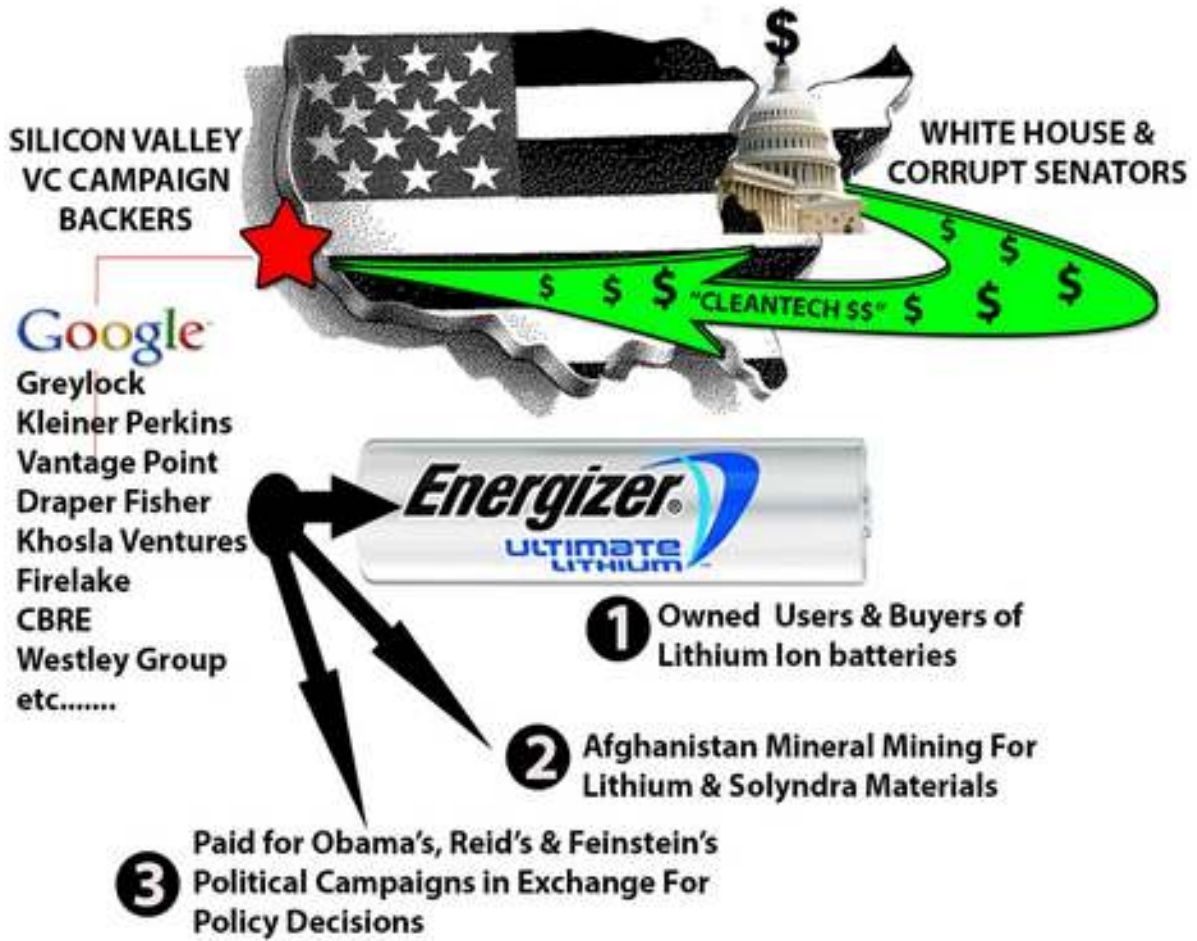 $
SILICON VALLEY
VC CAMPAIGN
BACKERS
WHITE HOUSE &
CORRUPT SENATORS
$ $ $ "CLEANTECH $$" $ $ $ $ $
Google
Greylock
Kleiner Perkins
Vantage Point
Draper Fisher
Khosla Ventures
Firelake
CBRE
Westley Group
etc.......
Energizer®
ULTIMATE
LITHIUM™
1 Owned Users & Buyers of
Lithium Ion batteries
2 Afghanistan Mineral Mining For
Lithium & Solyndra Materials
3 Paid for Obama's, Reid's & Feinstein's
Political Campaigns in Exchange For
Policy Decisions